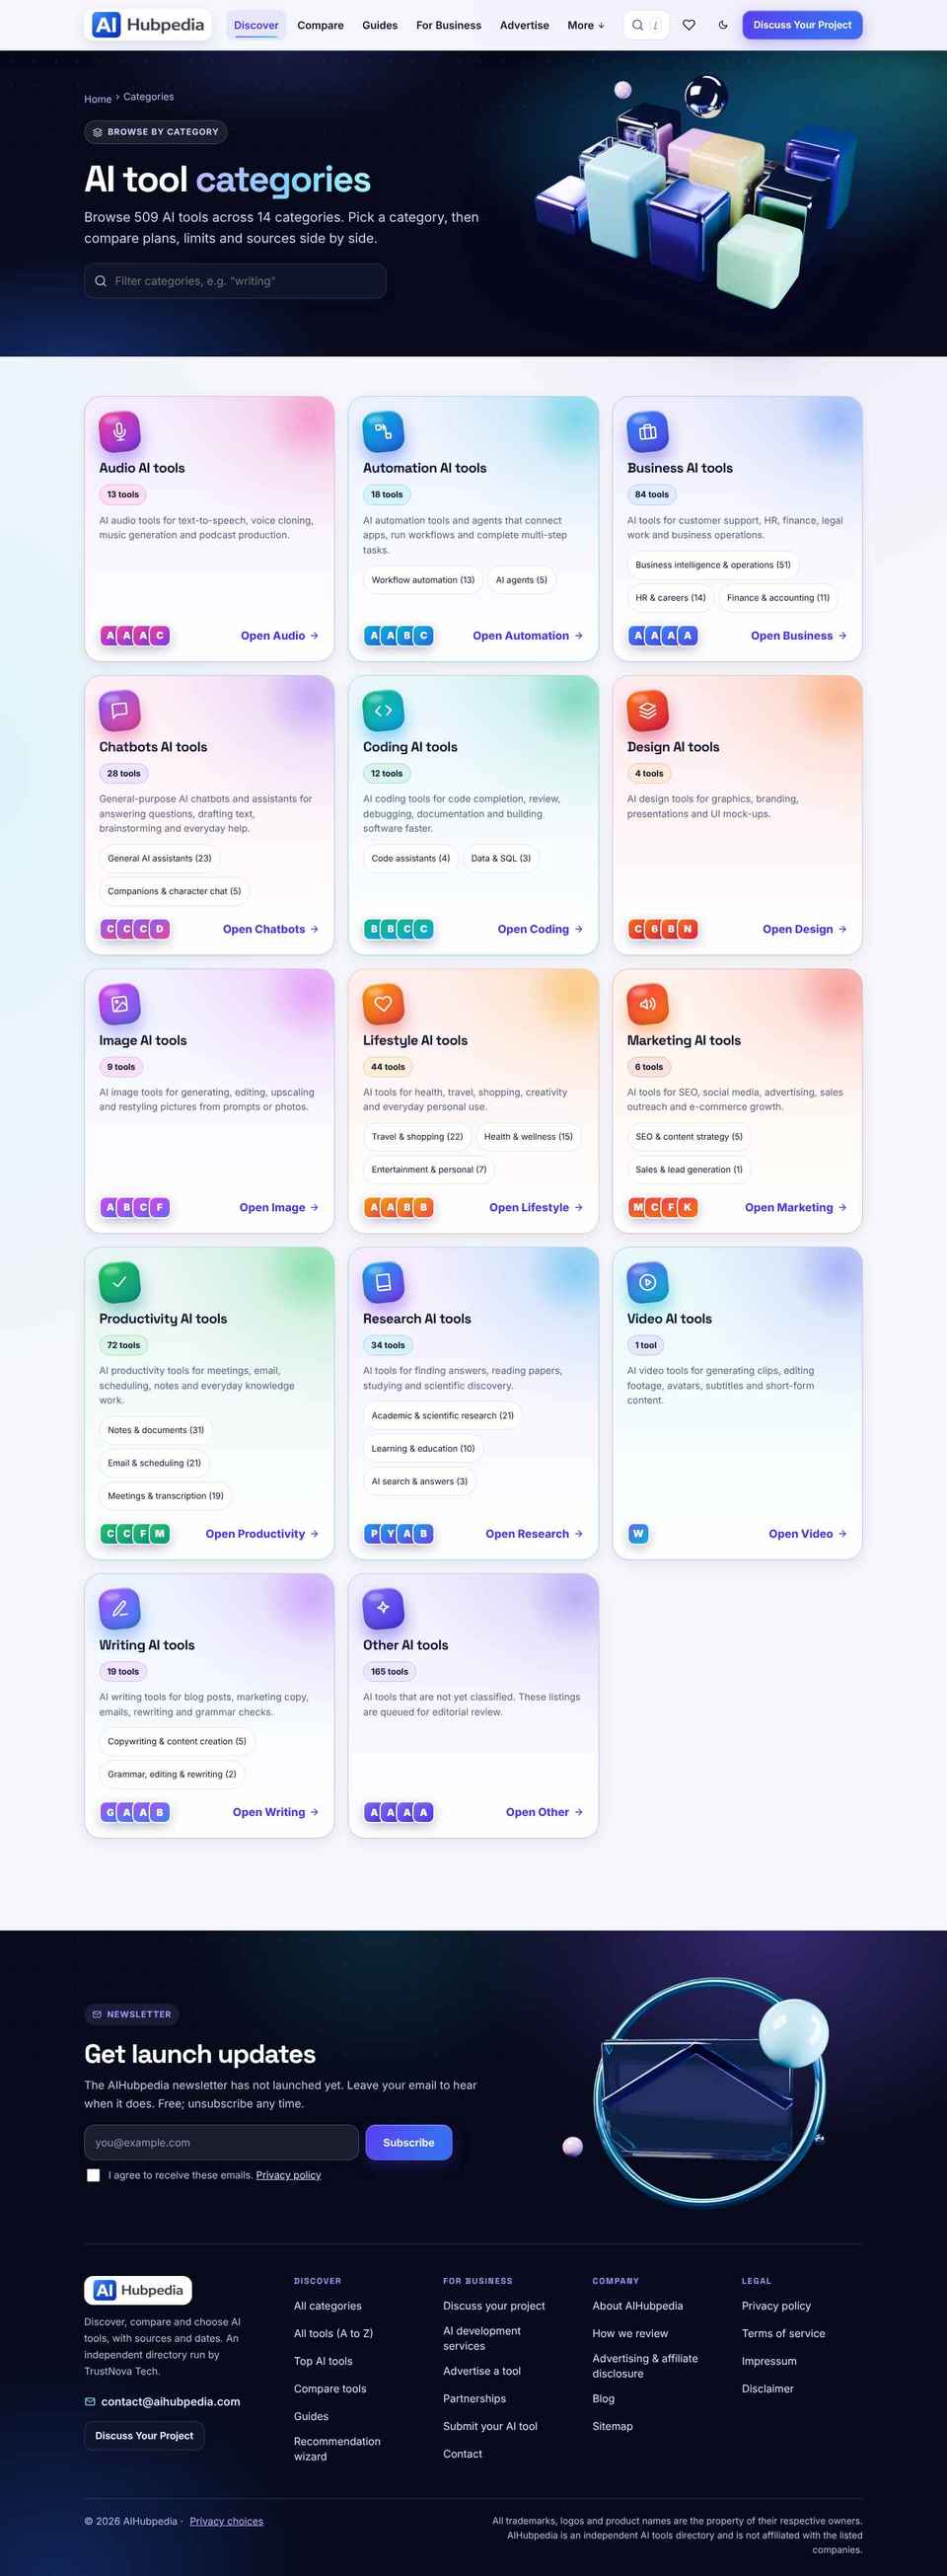 AI Hubpedia
Discover
Compare
Guides
For Business
Advertise
More ↓
/
Discuss Your Project
Home › Categories
BROWSE BY CATEGORY
AI tool categories
Browse 509 AI tools across 14 categories. Pick a category, then
compare plans, limits and sources side by side.
Filter categories, e.g. "writing"
Audio AI tools
13 tools
AI audio tools for text-to-speech, voice cloning,
music generation and podcast production.
A A A C
Open Audio →
Automation AI tools
18 tools
AI automation tools and agents that connect
apps, run workflows and complete multi-step
tasks.
Workflow automation (13)
AI agents (5)
A A B C
Open Automation →
Business AI tools
84 tools
AI tools for customer support, HR, finance, legal
work and business operations.
Business intelligence & operations (51)
HR & careers (14)
Finance & accounting (11)
A A A A
Open Business →
Chatbots AI tools
28 tools
General-purpose AI chatbots and assistants for
answering questions, drafting text,
brainstorming and everyday help.
General AI assistants (23)
Companions & character chat (5)
C C C D
Open Chatbots →
Coding AI tools
12 tools
AI coding tools for code completion, review,
debugging, documentation and building
software faster.
Code assistants (4)
Data & SQL (3)
B B C C
Open Coding →
Design AI tools
4 tools
AI design tools for graphics, branding,
presentations and UI mock-ups.
C 6 B N
Open Design →
Image AI tools
9 tools
AI image tools for generating, editing, upscaling
and restyling pictures from prompts or photos.
A B C F
Open Image →
Lifestyle AI tools
44 tools
AI tools for health, travel, shopping, creativity
and everyday personal use.
Travel & shopping (22)
Health & wellness (15)
Entertainment & personal (7)
A A B B
Open Lifestyle →
Marketing AI tools
6 tools
AI tools for SEO, social media, advertising, sales
outreach and e-commerce growth.
SEO & content strategy (5)
Sales & lead generation (1)
M C F K
Open Marketing →
Productivity AI tools
72 tools
AI productivity tools for meetings, email,
scheduling, notes and everyday knowledge
work.
Notes & documents (31)
Email & scheduling (21)
Meetings & transcription (19)
C C F M
Open Productivity →
Research AI tools
34 tools
AI tools for finding answers, reading papers,
studying and scientific discovery.
Academic & scientific research (21)
Learning & education (10)
AI search & answers (3)
P Y A B
Open Research →
Video AI tools
1 tool
AI video tools for generating clips, editing
footage, avatars, subtitles and short-form
content.
W
Open Video →
Writing AI tools
19 tools
AI writing tools for blog posts, marketing copy,
emails, rewriting and grammar checks.
Copywriting & content creation (5)
Grammar, editing & rewriting (2)
G A A B
Open Writing →
Other AI tools
165 tools
AI tools that are not yet classified. These listings
are queued for editorial review.
A A A A
Open Other →
NEWSLETTER
Get launch updates
The AIHubpedia newsletter has not launched yet. Leave your email to hear
when it does. Free; unsubscribe any time.
you@example.com
Subscribe
I agree to receive these emails. Privacy policy
AI Hubpedia
Discover, compare and choose AI
tools, with sources and dates. An
independent directory run by
TrustNova Tech.
contact@aihubpedia.com
Discuss Your Project
DISCOVER
All categories
All tools (A to Z)
Top AI tools
Compare tools
Guides
Recommendation
wizard
FOR BUSINESS
Discuss your project
AI development
services
Advertise a tool
Partnerships
Submit your AI tool
Contact
COMPANY
About AIHubpedia
How we review
Advertising & affiliate
disclosure
Blog
Sitemap
LEGAL
Privacy policy
Terms of service
Impressum
Disclaimer
© 2026 AIHubpedia · Privacy choices
All trademarks, logos and product names are the property of their respective owners.
AIHubpedia is an independent AI tools directory and is not affiliated with the listed
companies.